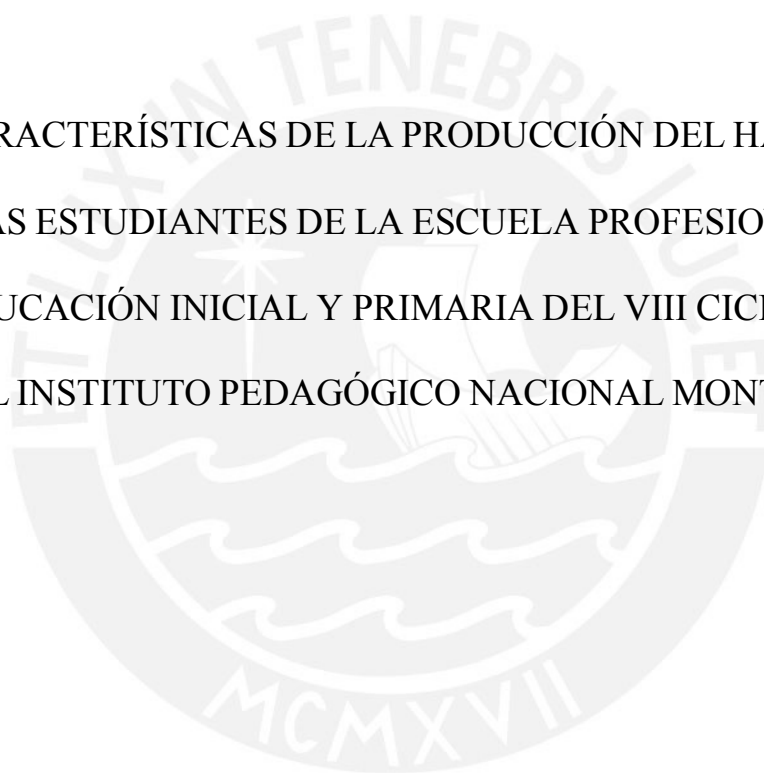 ET LUX IN TENEBRIS LUCET
RACTERÍSTICAS DE LA PRODUCCIÓN DEL HA
AS ESTUDIANTES DE LA ESCUELA PROFESIO
UCACIÓN INICIAL Y PRIMARIA DEL VIII CIC
L INSTITUTO PEDAGÓGICO NACIONAL MONT
MCMXVII